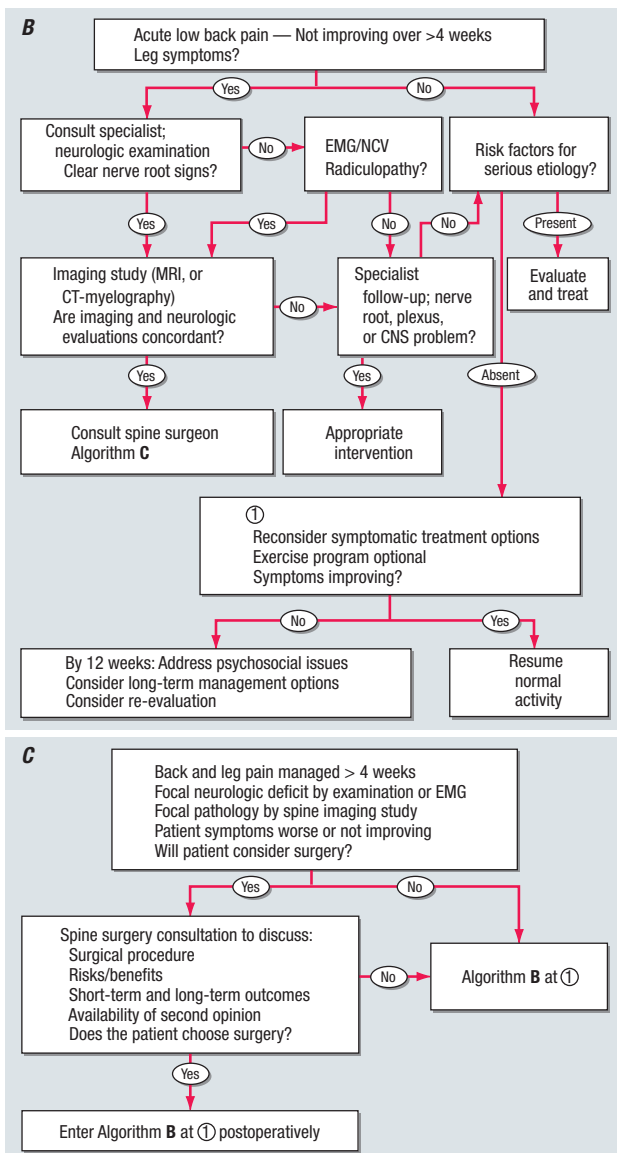 B
Acute low back pain — Not improving over >4 weeks
Leg symptoms?
Yes
No
Consult specialist;
neurologic examination
Clear nerve root signs?
No
EMG/NCV
Radiculopathy?
Risk factors for
serious etiology?
Yes
Yes
No
No
Present
Imaging study (MRI, or
CT-myelography)
Are imaging and neurologic
evaluations concordant?
No
Specialist
follow-up; nerve
root, plexus,
or CNS problem?
Evaluate
and treat
Yes
Yes
Absent
Consult spine surgeon
Algorithm C
Appropriate
intervention
①
Reconsider symptomatic treatment options
Exercise program optional
Symptoms improving?
No
Yes
By 12 weeks: Address psychosocial issues
Consider long-term management options
Consider re-evaluation
Resume
normal
activity
C
Back and leg pain managed > 4 weeks
Focal neurologic deficit by examination or EMG
Focal pathology by spine imaging study
Patient symptoms worse or not improving
Will patient consider surgery?
Yes
No
Spine surgery consultation to discuss:
Surgical procedure
Risks/benefits
Short-term and long-term outcomes
Availability of second opinion
Does the patient choose surgery?
No
Algorithm B at ①
Yes
Enter Algorithm B at ① postoperatively